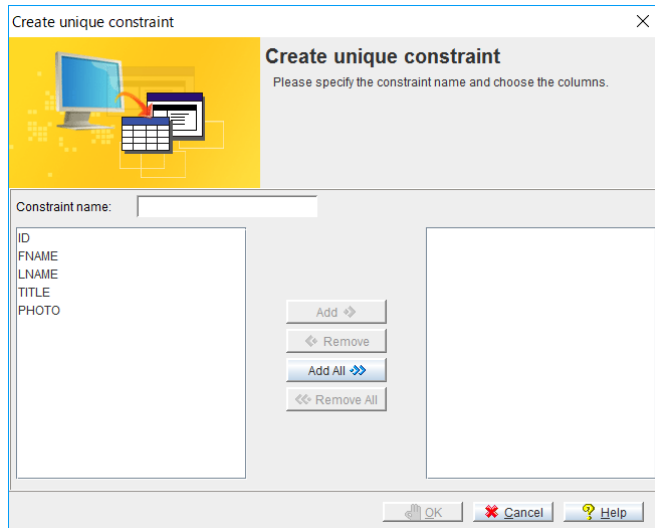 Create unique constraint
Create unique constraint
Please specify the constraint name and choose the columns.
Constraint name:
ID
FNAME
LNAME
TITLE
PHOTO
Add
Remove
Add All
Remove All
OK
Cancel
Help